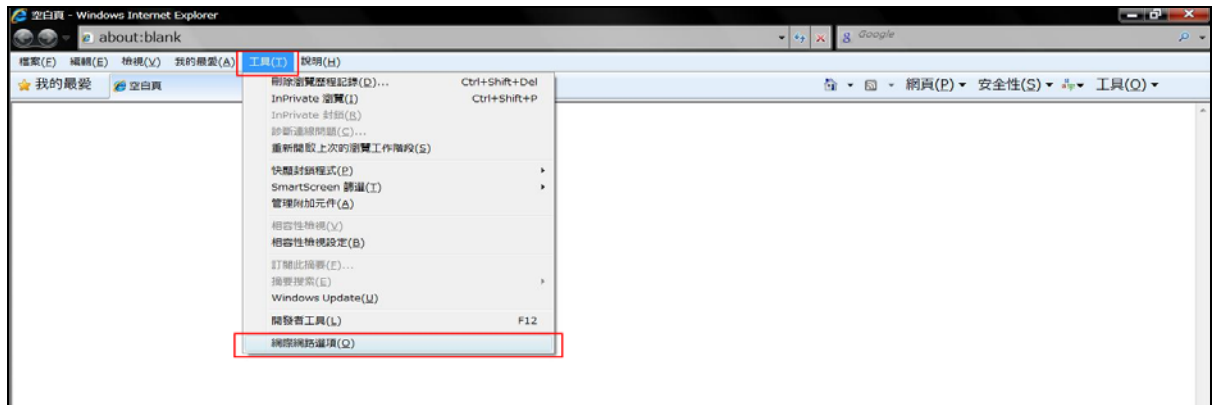 空白頁 - Windows Internet Explorer
about:blank
Google
檔案(F) 編輯(E) 檢視(V) 我的最愛(A) 工具(T) 說明(H)
我的最愛 空白頁 網頁(P) 安全性(S) 工具(O)
刪除瀏覽歷程記錄(D)... Ctrl+Shift+Del
InPrivate 瀏覽(I) Ctrl+Shift+P
InPrivate 封鎖(R)
診斷連線問題(C)...
重新開啟上次的瀏覽工作階段(S)
快顯封鎖程式(P)
SmartScreen 篩選(T)
管理附加元件(A)
相容性檢視(V)
相容性檢視設定(B)
訂閱此摘要(F)...
摘要搜索(E)
Windows Update(U)
開發者工具(L) F12
網際網路選項(O)